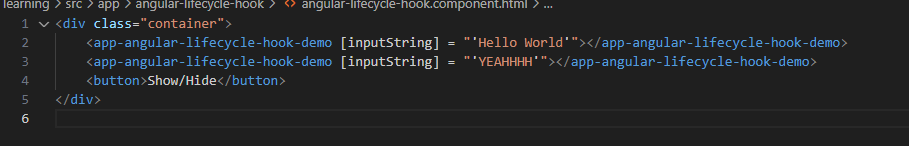 learning > src > app > angular-lifecycle-hook > <> angular-lifecycle-hook.component.html > ...
1 <div class="container">
2 <app-angular-lifecycle-hook-demo [inputString] = "'Hello World'"></app-angular-lifecycle-hook-demo>
3 <app-angular-lifecycle-hook-demo [inputString] = "'YEAHHHH'"></app-angular-lifecycle-hook-demo>
4 <button>Show/Hide</button>
5 </div>
6